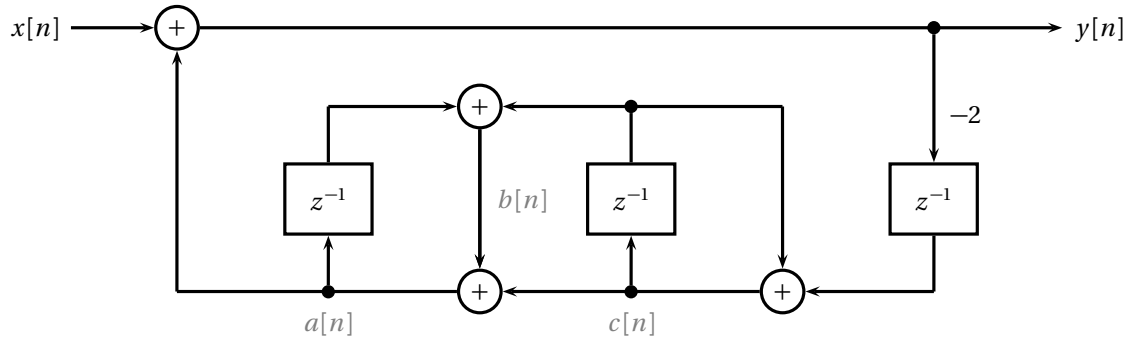 x[n]
+
y[n]
−2
+
z⁻¹
b[n]
z⁻¹
z⁻¹
+
+
a[n]
c[n]